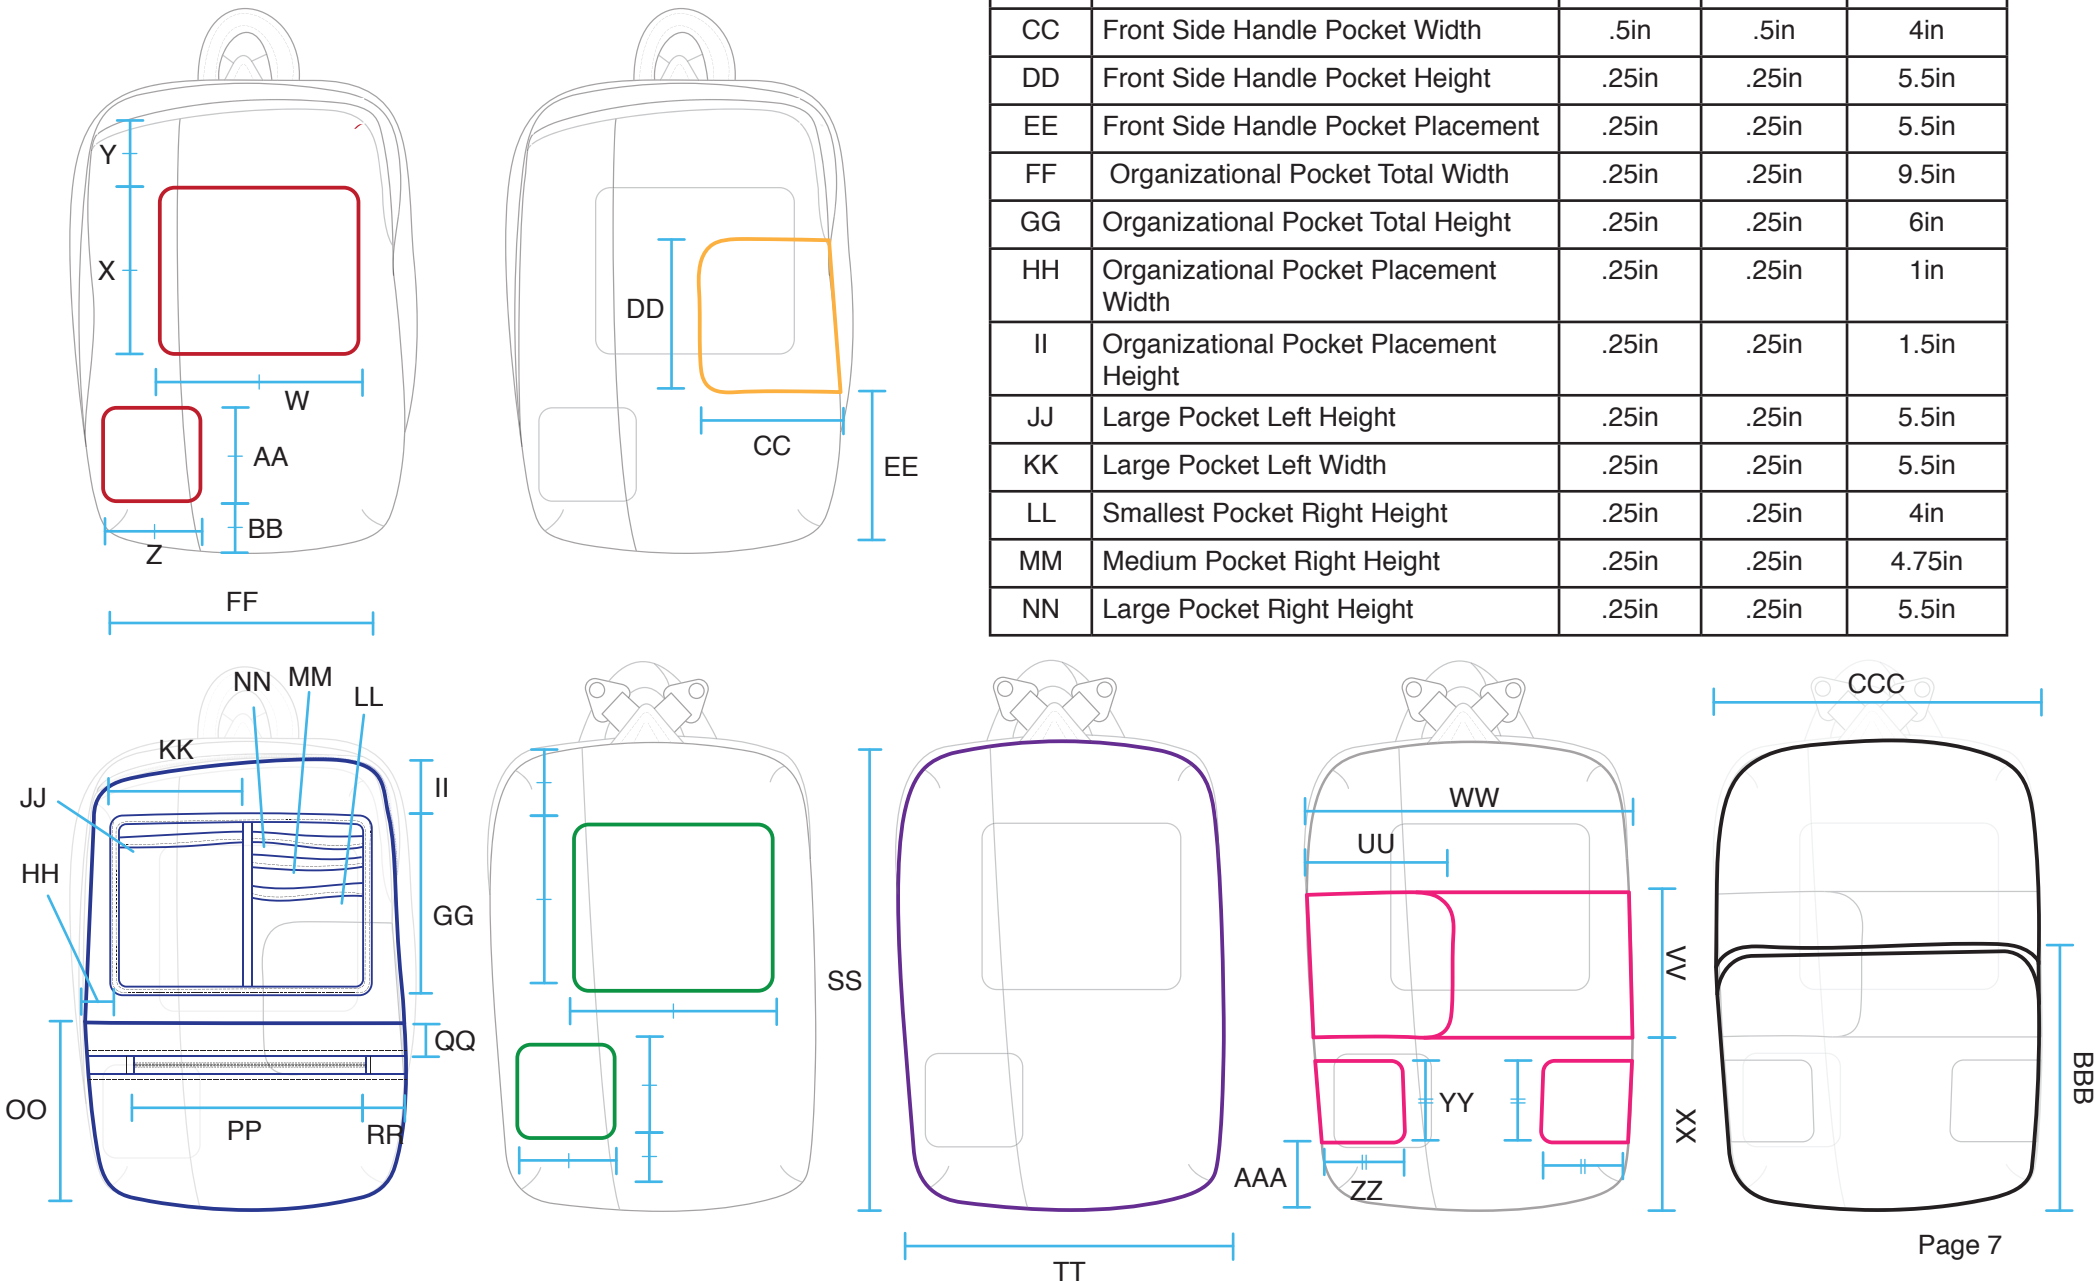 Y
X
W
AA
BB
Z
DD
CC
EE
CC Front Side Handle Pocket Width .5in .5in 4in
DD Front Side Handle Pocket Height .25in .25in 5.5in
EE Front Side Handle Pocket Placement .25in .25in 5.5in
FF Organizational Pocket Total Width .25in .25in 9.5in
GG Organizational Pocket Total Height .25in .25in 6in
HH Organizational Pocket Placement .25in .25in 1in
Width
II Organizational Pocket Placement .25in .25in 1.5in
Height
JJ Large Pocket Left Height .25in .25in 5.5in
KK Large Pocket Left Width .25in .25in 5.5in
LL Smallest Pocket Right Height .25in .25in 4in
MM Medium Pocket Right Height .25in .25in 4.75in
NN Large Pocket Right Height .25in .25in 5.5in
FF
NN MM
LL
KK
II
JJ
HH
GG
QQ
OO
PP
RR
SS
TT
WW
UU
VV
YY
XX
AAA
ZZ
CCC
BBB
Page 7